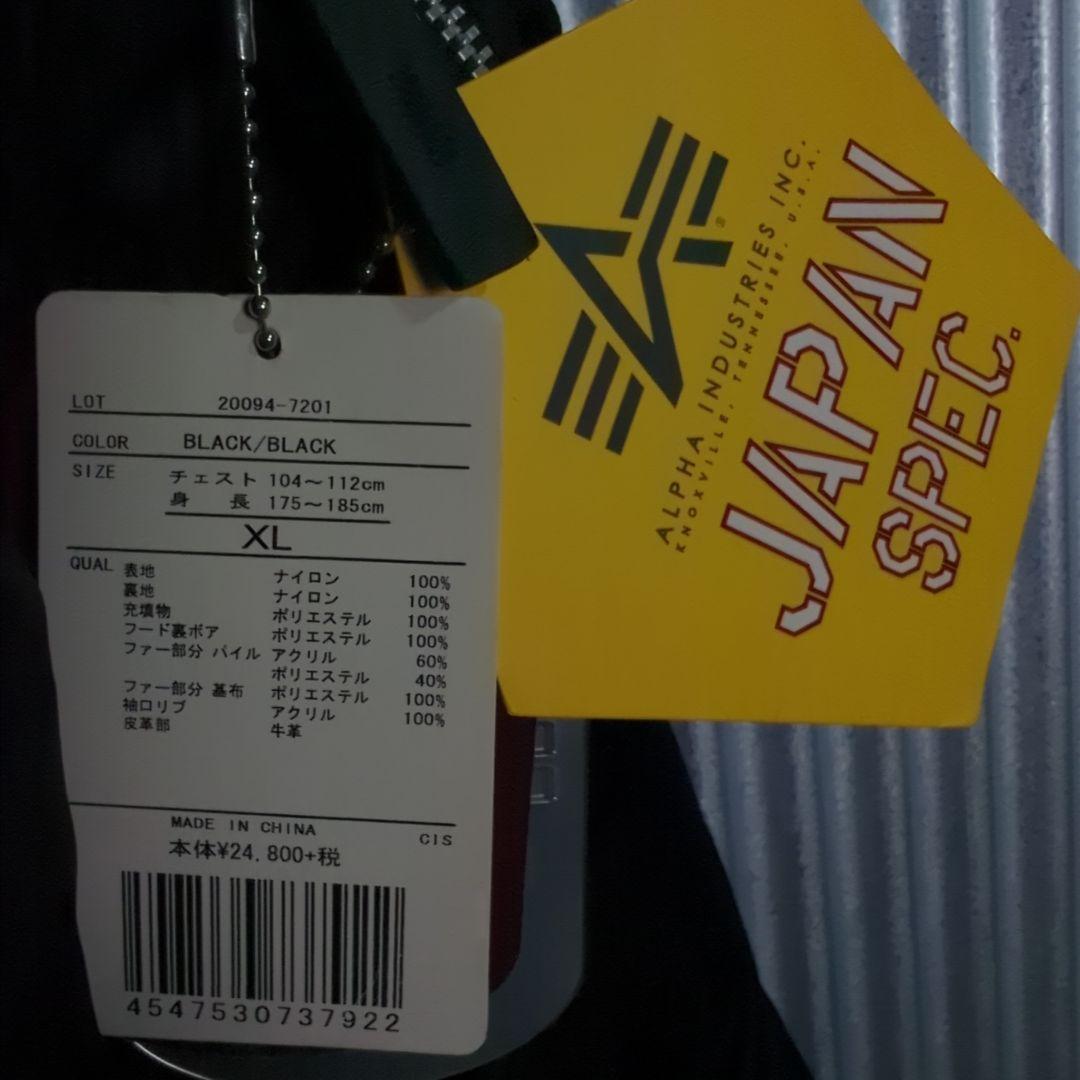 LOT 20094-7201
COLOR BLACK/BLACK
SIZE チェスト 104～112cm
身 長 175～185cm
XL
QUAL 表地 ナイロン 100%
裏地 ナイロン 100%
充填物 ポリエステル 100%
フード裏ボア ポリエステル 100%
ファー部分 パイル アクリル 60%
ポリエステル 40%
ファー部分 基布 ポリエステル 100%
袖口リブ アクリル 100%
皮革部 牛革
MADE IN CHINA
CIS
本体¥24,800+税
4547530737922
®
ALPHA INDUSTRIES INC.
KNOXVILLE, TENNESSEE, U.S.A.
JAPAN
SPEC.